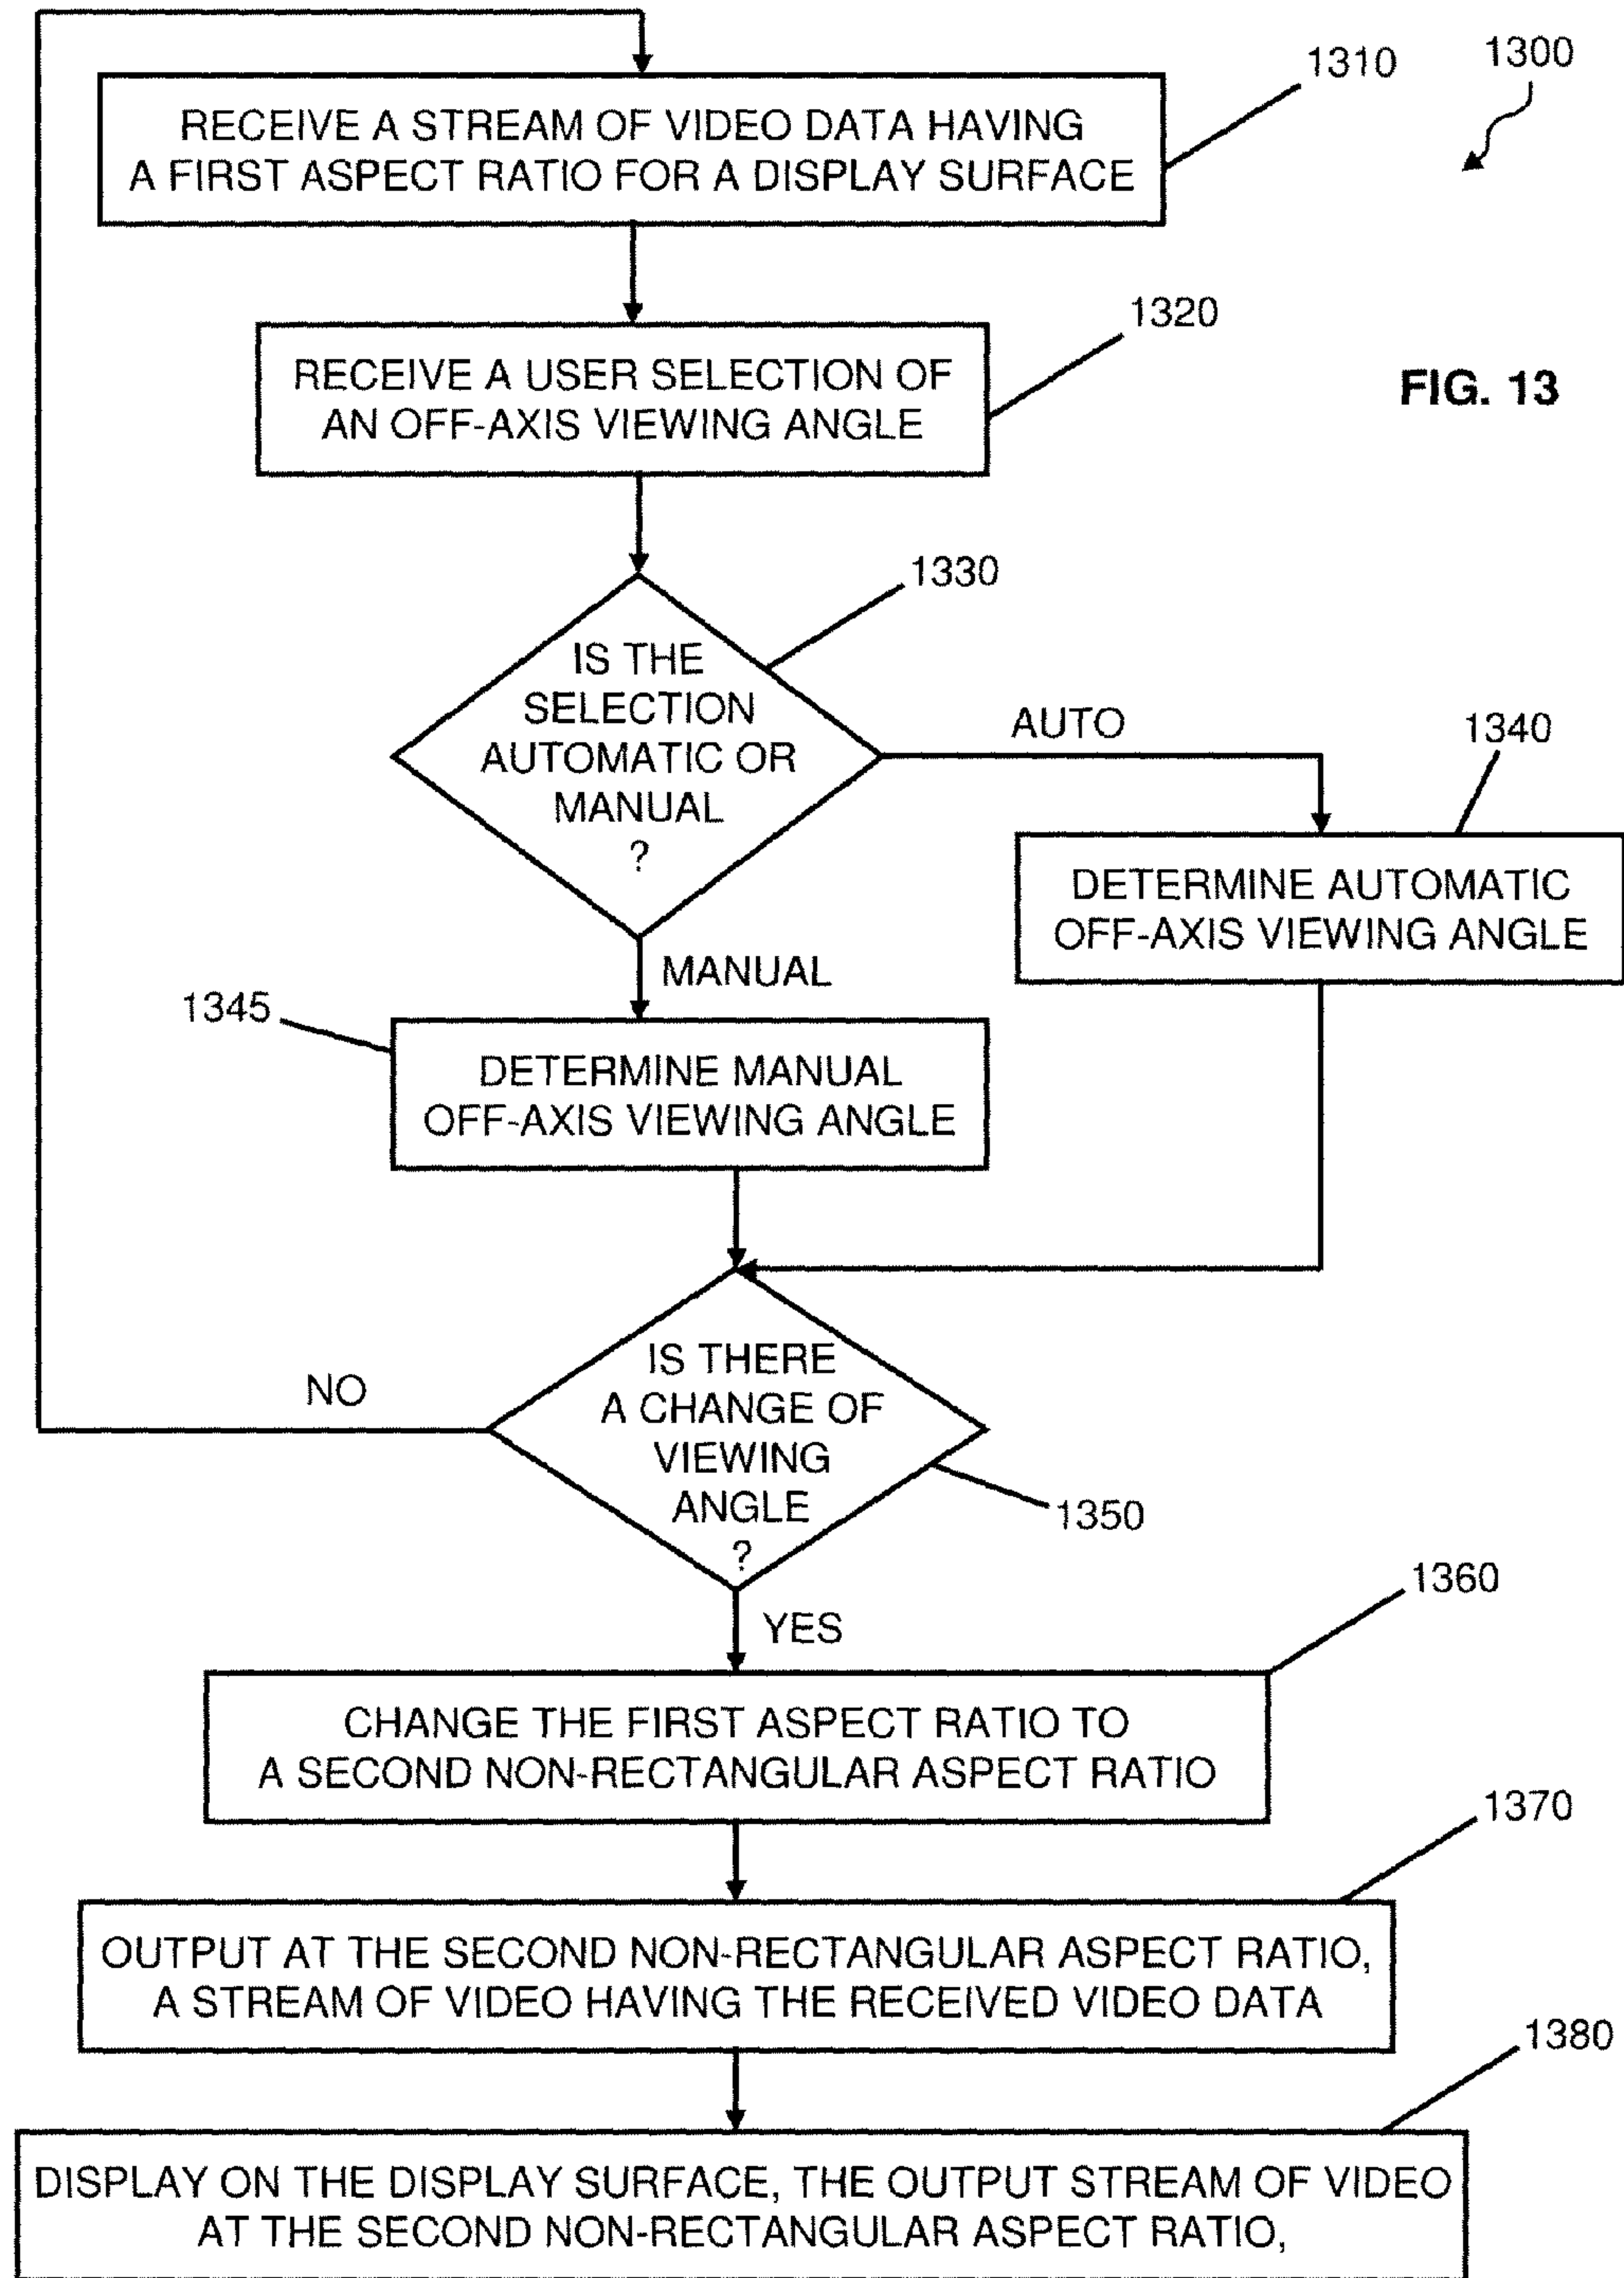 1310
1300
RECEIVE A STREAM OF VIDEO DATA HAVING
A FIRST ASPECT RATIO FOR A DISPLAY SURFACE
1320
RECEIVE A USER SELECTION OF
AN OFF-AXIS VIEWING ANGLE
FIG. 13
1330
IS THE
SELECTION
AUTOMATIC OR
MANUAL
?
AUTO
1340
DETERMINE AUTOMATIC
OFF-AXIS VIEWING ANGLE
MANUAL
1345
DETERMINE MANUAL
OFF-AXIS VIEWING ANGLE
IS THERE
A CHANGE OF
VIEWING
ANGLE
?
NO
1350
YES
1360
CHANGE THE FIRST ASPECT RATIO TO
A SECOND NON-RECTANGULAR ASPECT RATIO
1370
OUTPUT AT THE SECOND NON-RECTANGULAR ASPECT RATIO,
A STREAM OF VIDEO HAVING THE RECEIVED VIDEO DATA
1380
DISPLAY ON THE DISPLAY SURFACE, THE OUTPUT STREAM OF VIDEO
AT THE SECOND NON-RECTANGULAR ASPECT RATIO,